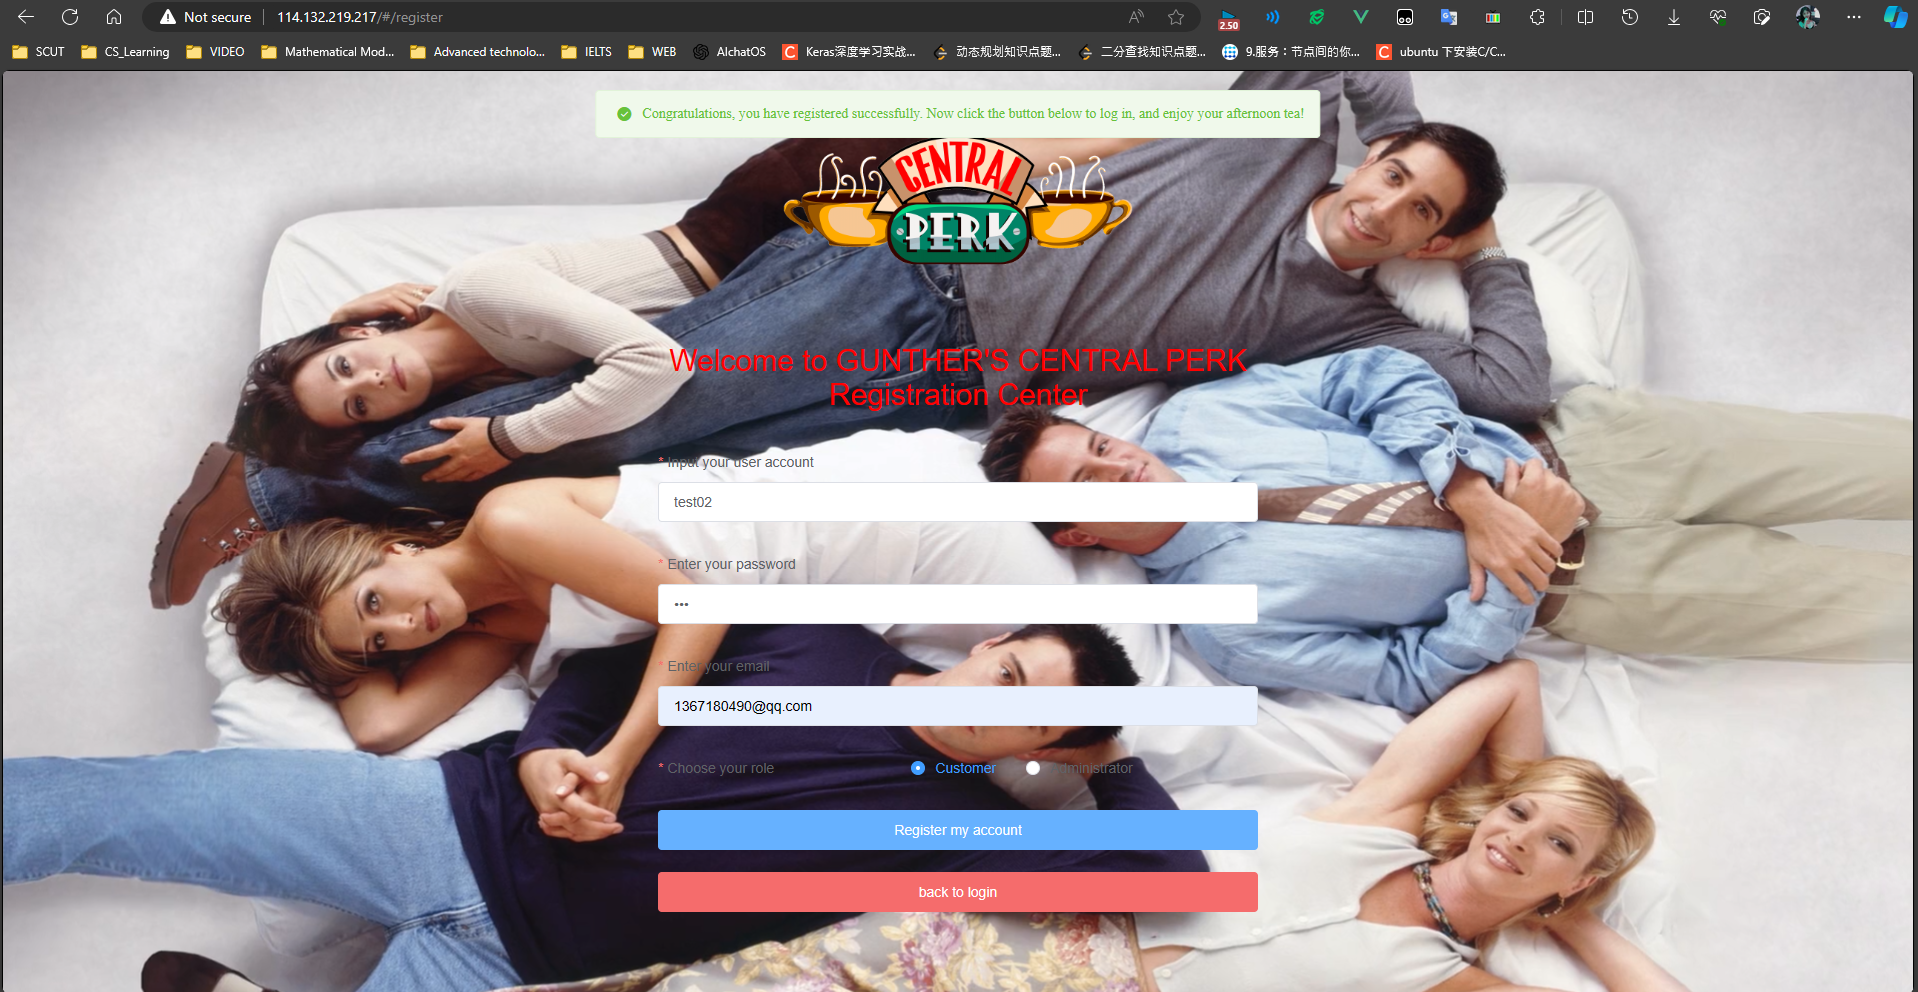 Not secure
114.132.219.217/#/register
2.50
SCUT
CS_Learning
VIDEO
Mathematical Mod...
Advanced technolo...
IELTS
WEB
AIchatOS
Keras深度学习实战...
动态规划知识点题...
二分查找知识点题...
9.服务：节点间的你...
ubuntu 下安装C/C...
Congratulations, you have registered successfully. Now click the button below to log in, and enjoy your afternoon tea!
CENTRAL
PERK
Welcome to GUNTHER'S CENTRAL PERK
Registration Center
* Input your user account
test02
* Enter your password
•••
* Enter your email
1367180490@qq.com
* Choose your role
Customer
Administrator
Register my account
back to login